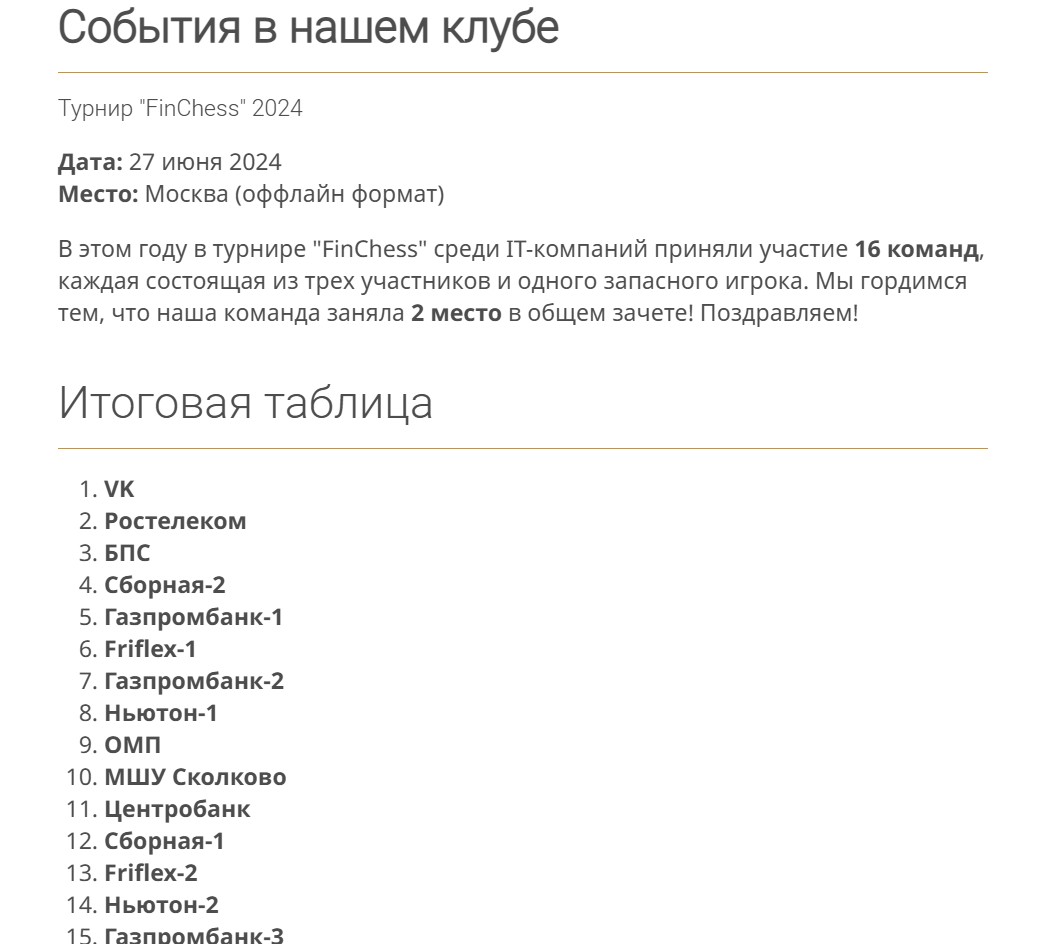 События в нашем клубе
Турнир "FinChess" 2024
Дата: 27 июня 2024
Место: Москва (оффлайн формат)
В этом году в турнире "FinChess" среди IT-компаний приняли участие 16 команд,
каждая состоящая из трех участников и одного запасного игрока. Мы гордимся
тем, что наша команда заняла 2 место в общем зачете! Поздравляем!
Итоговая таблица
1. VK
2. Ростелеком
3. БПС
4. Сборная-2
5. Газпромбанк-1
6. Friflex-1
7. Газпромбанк-2
8. Ньютон-1
9. ОМП
10. МШУ Сколково
11. Центробанк
12. Сборная-1
13. Friflex-2
14. Ньютон-2
15. Газпромбанк-3